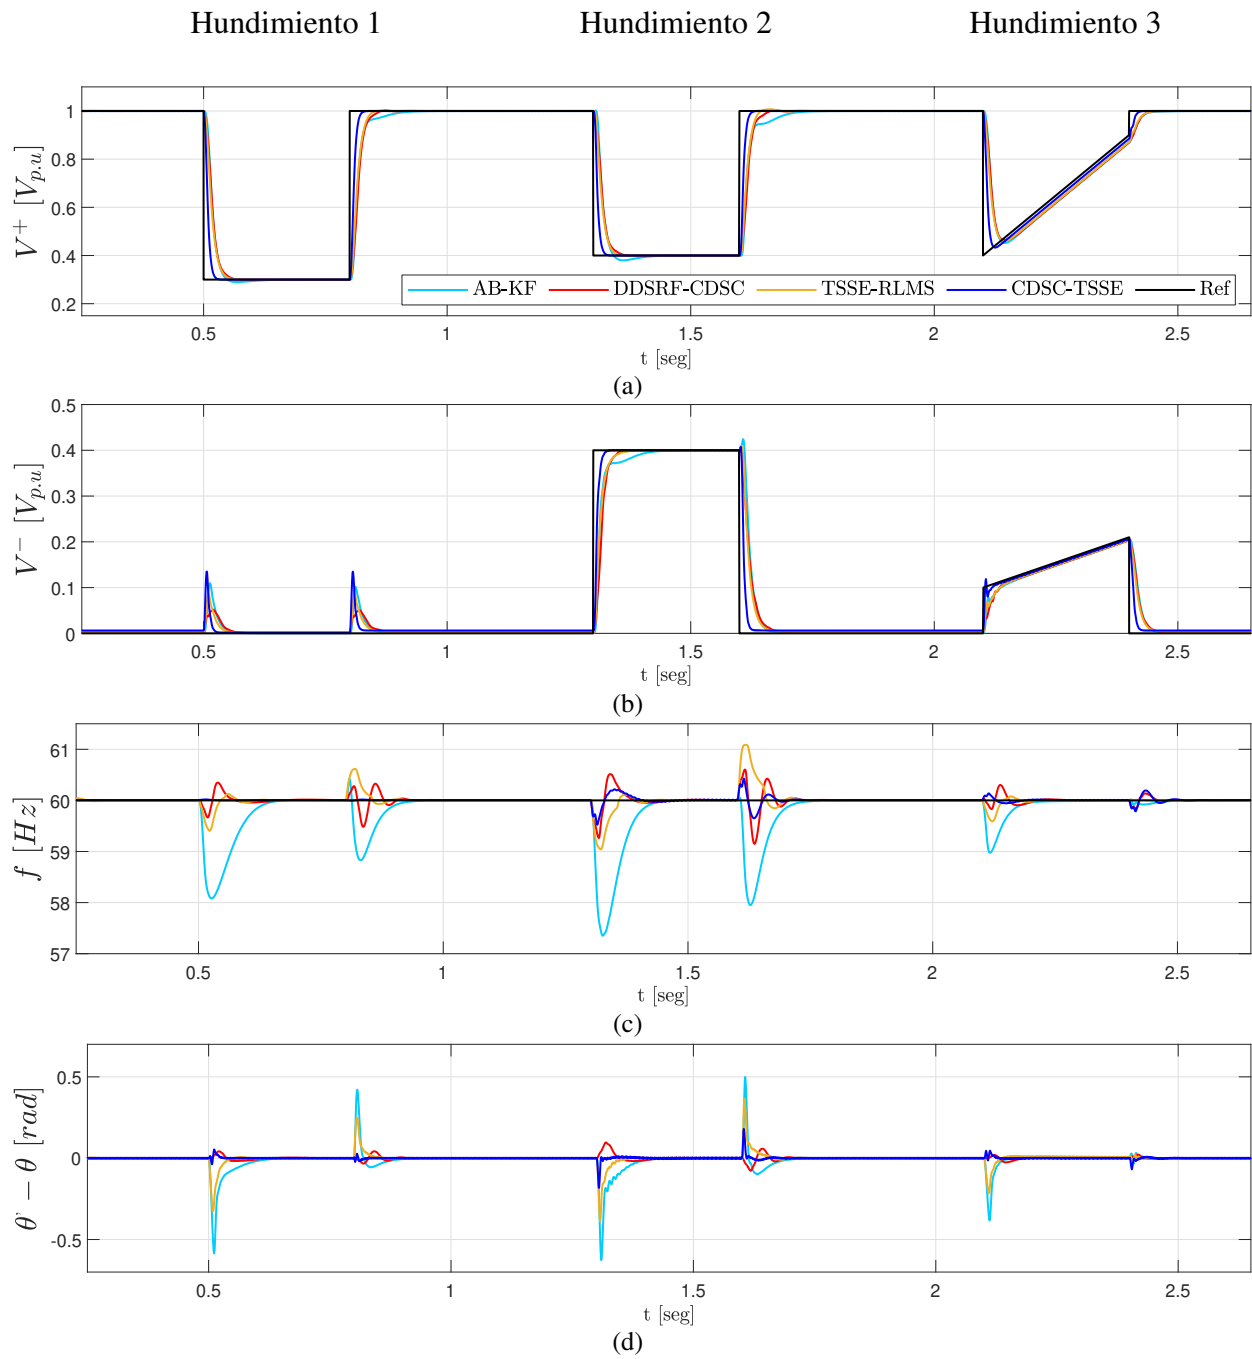 Hundimiento 1 Hundimiento 2 Hundimiento 3
V⁺ [V_{p.u}]
1
0.8
0.6
0.4
0.2
AB-KF DDSRF-CDSC TSSE-RLMS CDSC-TSSE Ref
0.5 1 1.5 2 2.5
t [seg]
(a)
V⁻ [V_{p.u}]
0.5
0.4
0.3
0.2
0.1
0
0.5 1 1.5 2 2.5
t [seg]
(b)
f [Hz]
61
60
59
58
57
0.5 1 1.5 2 2.5
t [seg]
(c)
θ' − θ [rad]
0.5
0
-0.5
0.5 1 1.5 2 2.5
t [seg]
(d)